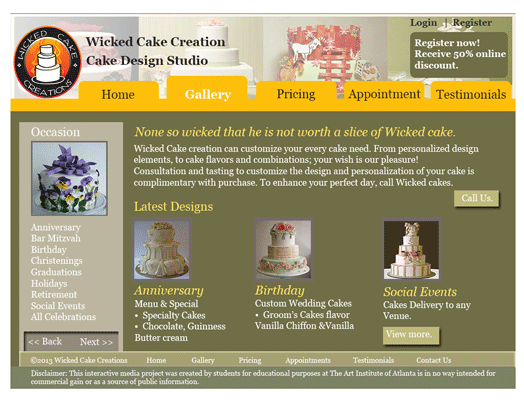 Login | Register
WICKED CAKE
CREATIONS
Wicked Cake Creation
Cake Design Studio
Register now!
Receive 50% online
discount.
Home Gallery Pricing Appointment Testimonials
Occasion
Anniversary
Bar Mitzvah
Birthday
Christenings
Graduations
Holidays
Retirement
Social Events
All Celebrations
<< Back Next >>
None so wicked that he is not worth a slice of Wicked cake.
Wicked Cake creation can customize your every cake need. From personalized design
elements, to cake flavors and combinations; your wish is our pleasure!
Consultation and tasting to customize the design and personalization of your cake is
complimentary with purchase. To enhance your perfect day, call Wicked cakes.
Call Us.
Latest Designs
Anniversary
Menu & Special
• Specialty Cakes
• Chocolate, Guinness
Butter cream
Birthday
Custom Wedding Cakes
• Groom's Cakes flavor
Vanilla Chiffon &Vanilla
Social Events
Cakes Delivery to any
Venue.
View more.
©2013 Wicked Cake Creations Home Gallery Pricing Appointments Testimonials Contact Us
Disclaimer: This interactive media project was created by students for educational purposes at The Art Institute of Atlanta is in no way intended for
commercial gain or as a source of public information.